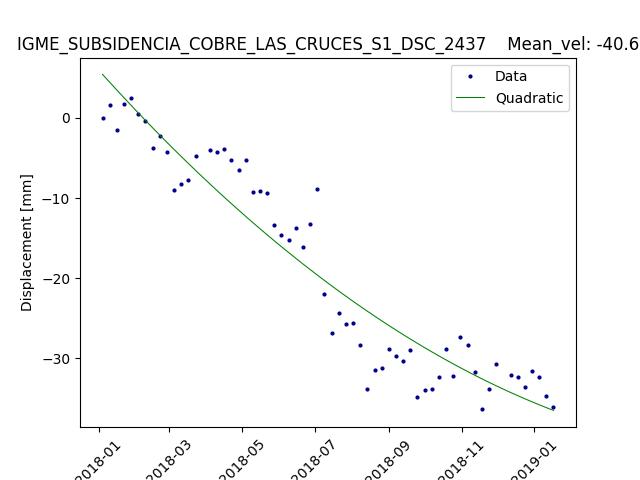 IGME_SUBSIDENCIA_COBRE_LAS_CRUCES_S1_DSC_2437 Mean_vel: -40.6
Data
Quadratic
0
−10
−20
−30
Displacement [mm]
2018-01
2018-03
2018-05
2018-07
2018-09
2018-11
2019-01